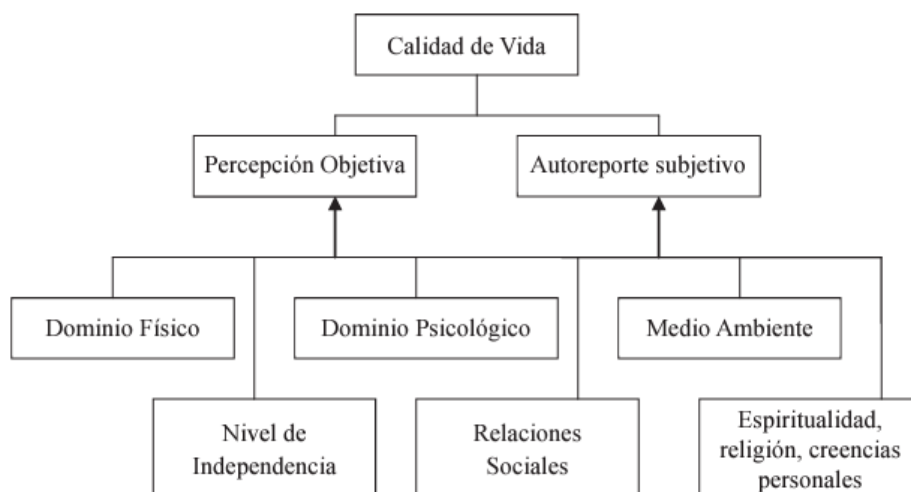 Calidad de Vida
Percepción Objetiva
Autoreporte subjetivo
Dominio Físico
Dominio Psicológico
Medio Ambiente
Nivel de
Independencia
Relaciones
Sociales
Espiritualidad,
religión, creencias
personales